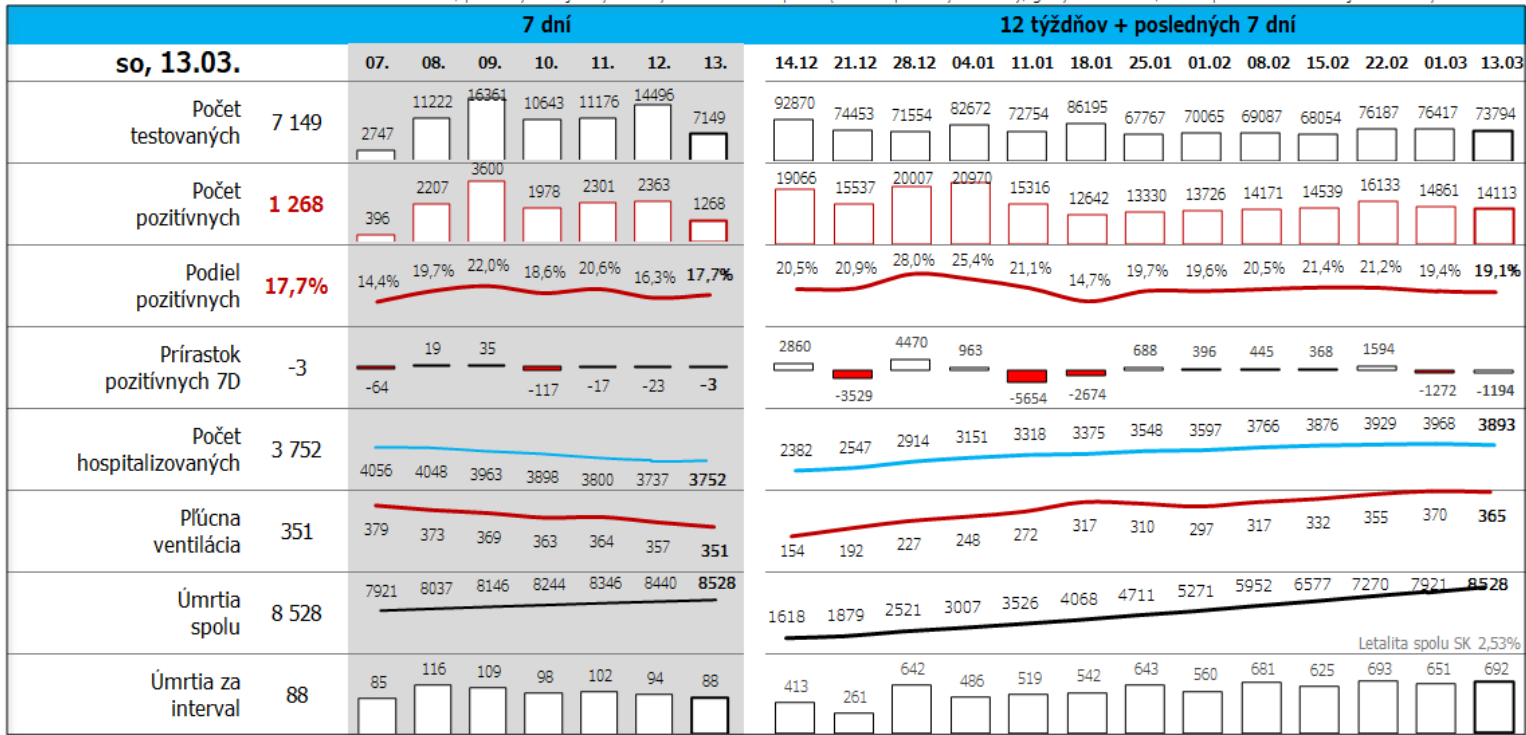 7 dní 12 týždňov + posledných 7 dní
so, 13.03. 07. 08. 09. 10. 11. 12. 13. 14.12 21.12 28.12 04.01 11.01 18.01 25.01 01.02 08.02 15.02 22.02 01.03 13.03
Počet testovaných 7 149 2747 11222 16361 10643 11176 14496 7149 92870 74453 71554 82672 72754 86195 67767 70065 69087 68054 76187 76417 73794
Počet pozitívnych 1 268 396 2207 3600 1978 2301 2363 1268 19066 15537 20007 20970 15316 12642 13330 13726 14171 14539 16133 14861 14113
Podiel pozitívnych 17,7% 14,4% 19,7% 22,0% 18,6% 20,6% 16,3% 17,7% 20,5% 20,9% 28,0% 25,4% 21,1% 14,7% 19,7% 19,6% 20,5% 21,4% 21,2% 19,4% 19,1%
Prírastok pozitívnych 7D -3 -64 19 35 -117 -17 -23 -3 2860 -3529 4470 963 -5654 -2674 688 396 445 368 1594 -1272 -1194
Počet hospitalizovaných 3 752 4056 4048 3963 3898 3800 3737 3752 2382 2547 2914 3151 3318 3375 3548 3597 3766 3876 3929 3968 3893
Pľúcna ventilácia 351 379 373 369 363 364 357 351 154 192 227 248 272 317 310 297 317 332 355 370 365
Úmrtia spolu 8 528 7921 8037 8146 8244 8346 8440 8528 1618 1879 2521 3007 3526 4068 4711 5271 5952 6577 7270 7921 8528
Letalita spolu SK 2,53%
Úmrtia za interval 88 85 116 109 98 102 94 88 413 261 642 486 519 542 643 560 681 625 693 651 692